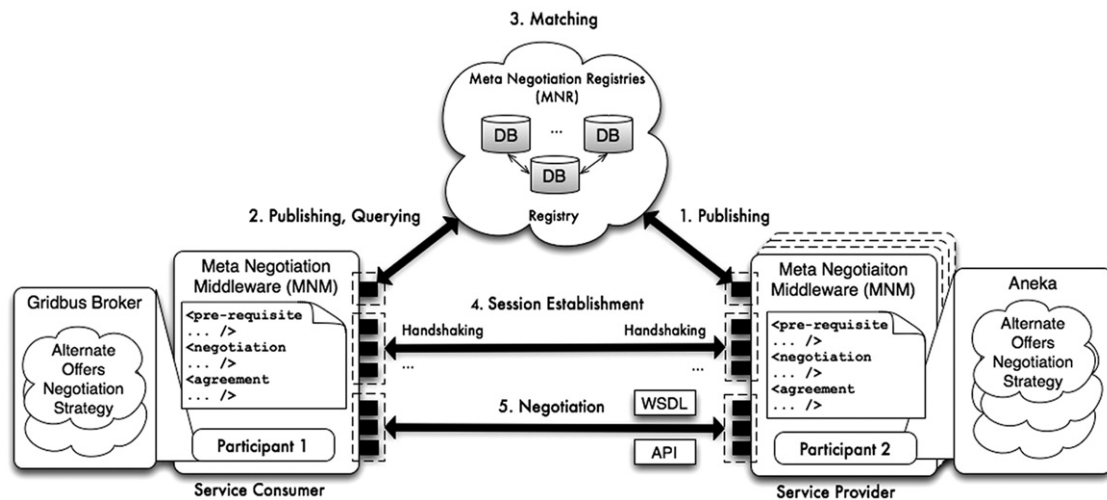 3. Matching
Meta Negotiation Registries
(MNR)
DB
...
DB
DB
Registry
2. Publishing, Querying
1. Publishing
Gridbus Broker
Alternate
Offers
Negotiation
Strategy
Meta Negotiation
Middleware (MNM)
<pre-requisite
... />
<negotiation
... />
<agreement
... />
Participant 1
Service Consumer
4. Session Establishment
Handshaking
Handshaking
...
...
5. Negotiation
WSDL
API
Meta Negotiaiton
Middleware (MNM)
<pre-requisite
... />
<negotiation
... />
<agreement
... />
Participant 2
Service Provider
Aneka
Alternate
Offers
Negotiation
Strategy